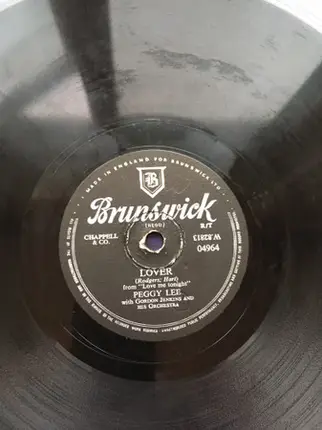 MADE IN ENGLAND FOR BRUNSWICK LTD
B
Brunswick
CHAPPELL
& CO.
R/T
W.82813
04964
LOVER
(Rodgers; Hart)
from "Love me tonight"
PEGGY LEE
with GORDON JENKINS AND
HIS ORCHESTRA